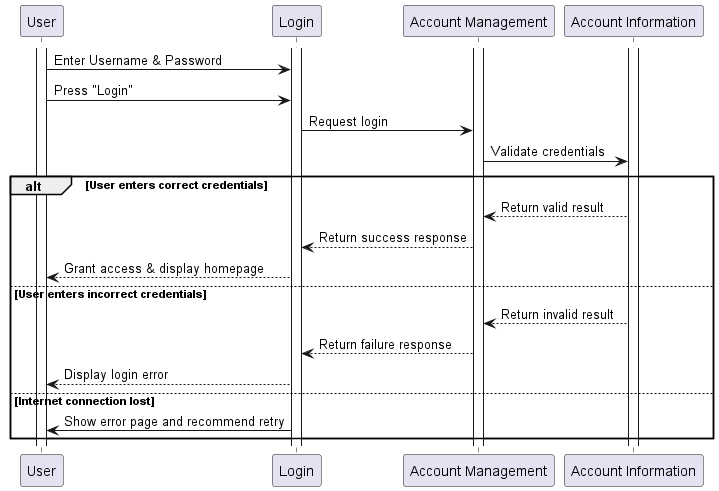 User
Login
Account Management
Account Information
Enter Username & Password
Press "Login"
Request login
Validate credentials
alt
[User enters correct credentials]
Return valid result
Return success response
Grant access & display homepage
[User enters incorrect credentials]
Return invalid result
Return failure response
Display login error
[Internet connection lost]
Show error page and recommend retry
User
Login
Account Management
Account Information